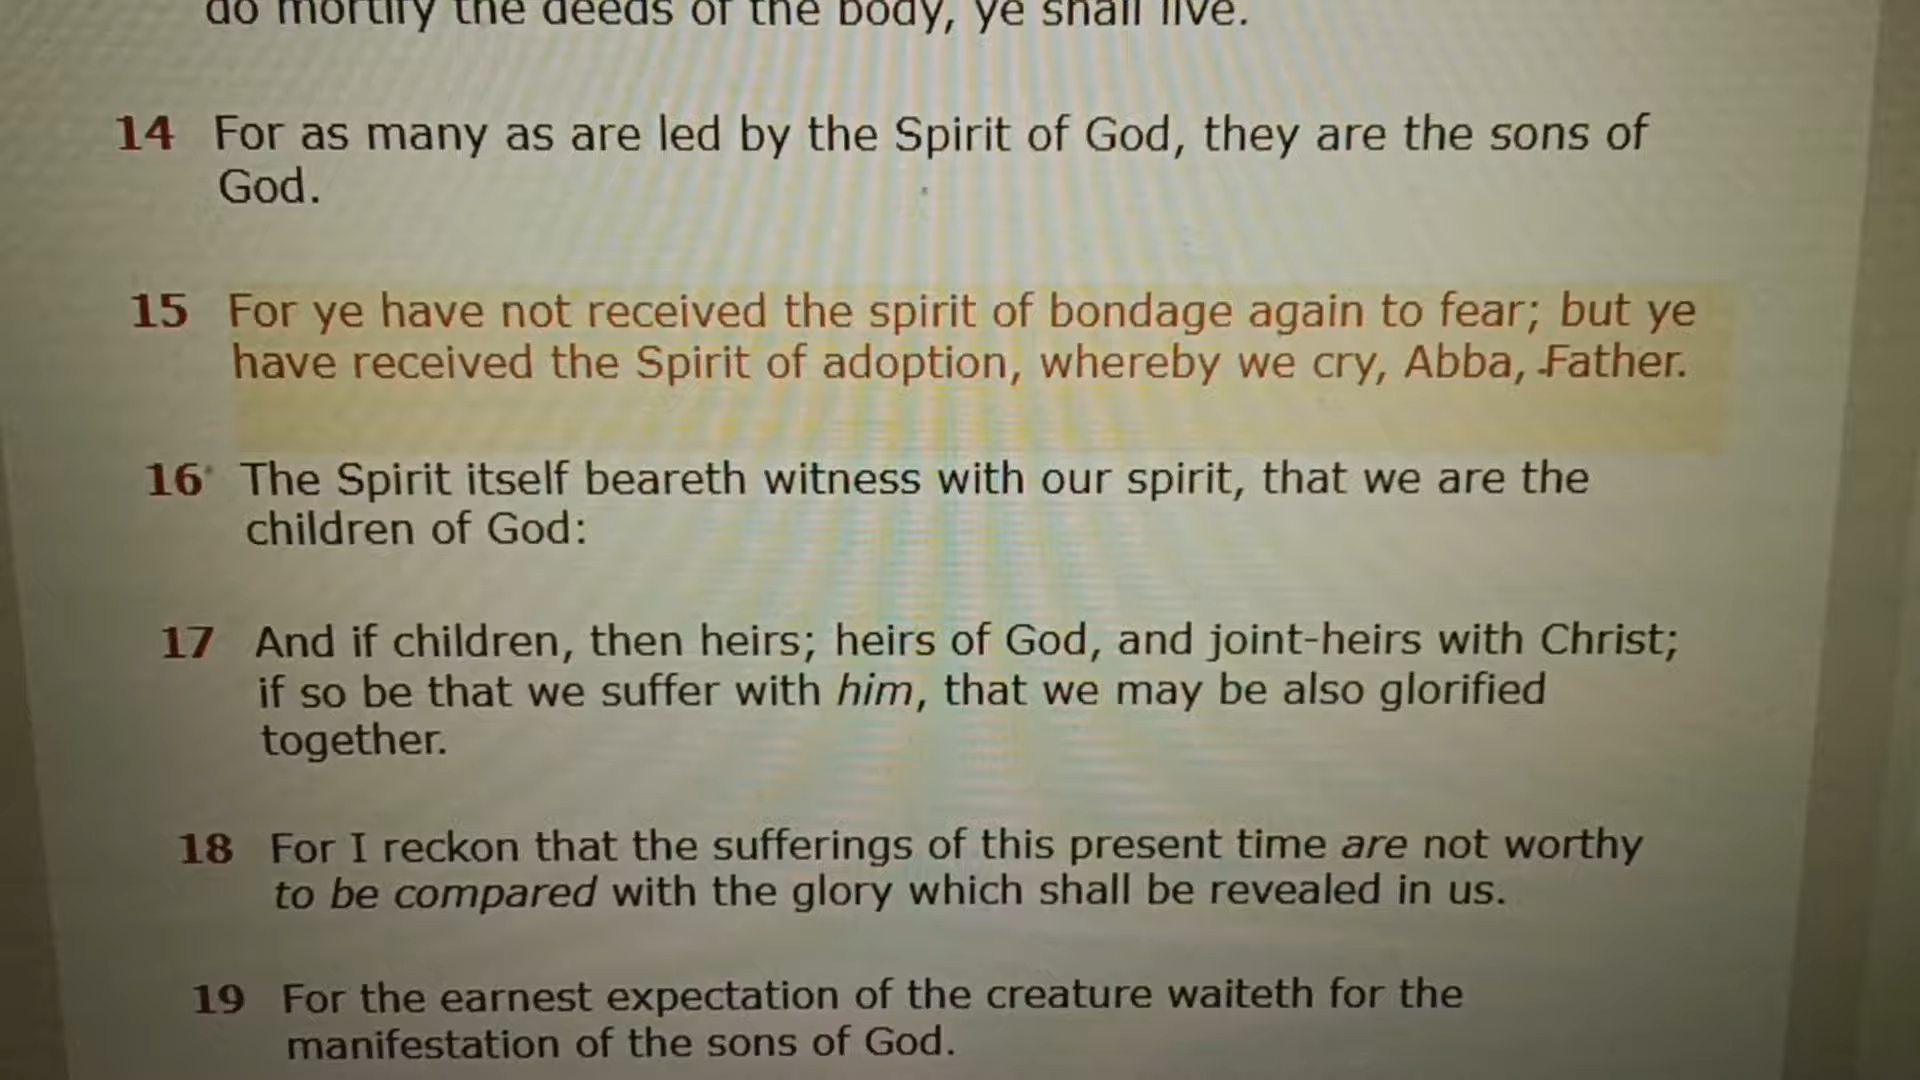 do mortify the deeds of the body, ye shall live.
14 For as many as are led by the Spirit of God, they are the sons of
God.
15 For ye have not received the spirit of bondage again to fear; but ye
have received the Spirit of adoption, whereby we cry, Abba, Father.
16 The Spirit itself beareth witness with our spirit, that we are the
children of God:
17 And if children, then heirs; heirs of God, and joint-heirs with Christ;
if so be that we suffer with him, that we may be also glorified
together.
18 For I reckon that the sufferings of this present time are not worthy
to be compared with the glory which shall be revealed in us.
19 For the earnest expectation of the creature waiteth for the
manifestation of the sons of God.